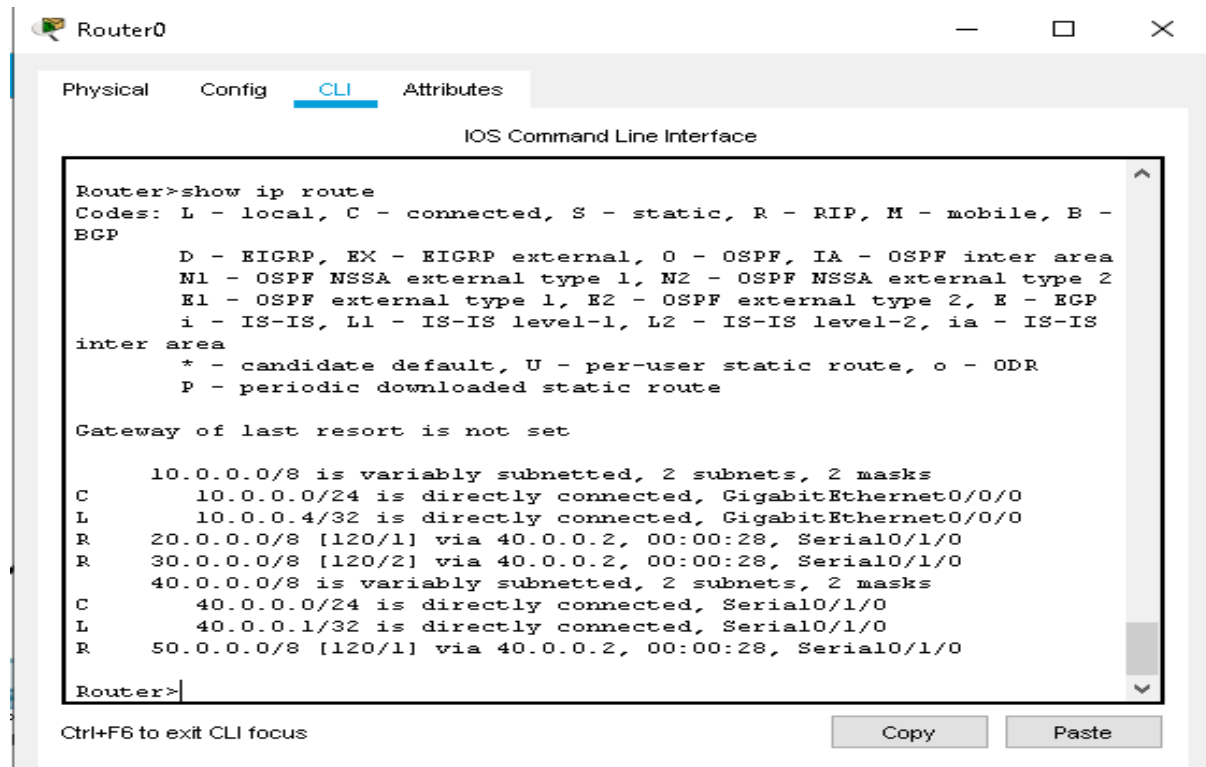 Router0
Physical Config CLI Attributes
IOS Command Line Interface
Router>show ip route
Codes: L - local, C - connected, S - static, R - RIP, M - mobile, B -
BGP
D - EIGRP, EX - EIGRP external, O - OSPF, IA - OSPF inter area
N1 - OSPF NSSA external type 1, N2 - OSPF NSSA external type 2
E1 - OSPF external type 1, E2 - OSPF external type 2, E - EGP
i - IS-IS, L1 - IS-IS level-1, L2 - IS-IS level-2, ia - IS-IS
inter area
* - candidate default, U - per-user static route, o - ODR
P - periodic downloaded static route
Gateway of last resort is not set
10.0.0.0/8 is variably subnetted, 2 subnets, 2 masks
C 10.0.0.0/24 is directly connected, GigabitEthernet0/0/0
L 10.0.0.4/32 is directly connected, GigabitEthernet0/0/0
R 20.0.0.0/8 [120/1] via 40.0.0.2, 00:00:28, Serial0/1/0
R 30.0.0.0/8 [120/2] via 40.0.0.2, 00:00:28, Serial0/1/0
40.0.0.0/8 is variably subnetted, 2 subnets, 2 masks
C 40.0.0.0/24 is directly connected, Serial0/1/0
L 40.0.0.1/32 is directly connected, Serial0/1/0
R 50.0.0.0/8 [120/1] via 40.0.0.2, 00:00:28, Serial0/1/0
Router>
Ctrl+F6 to exit CLI focus Copy Paste